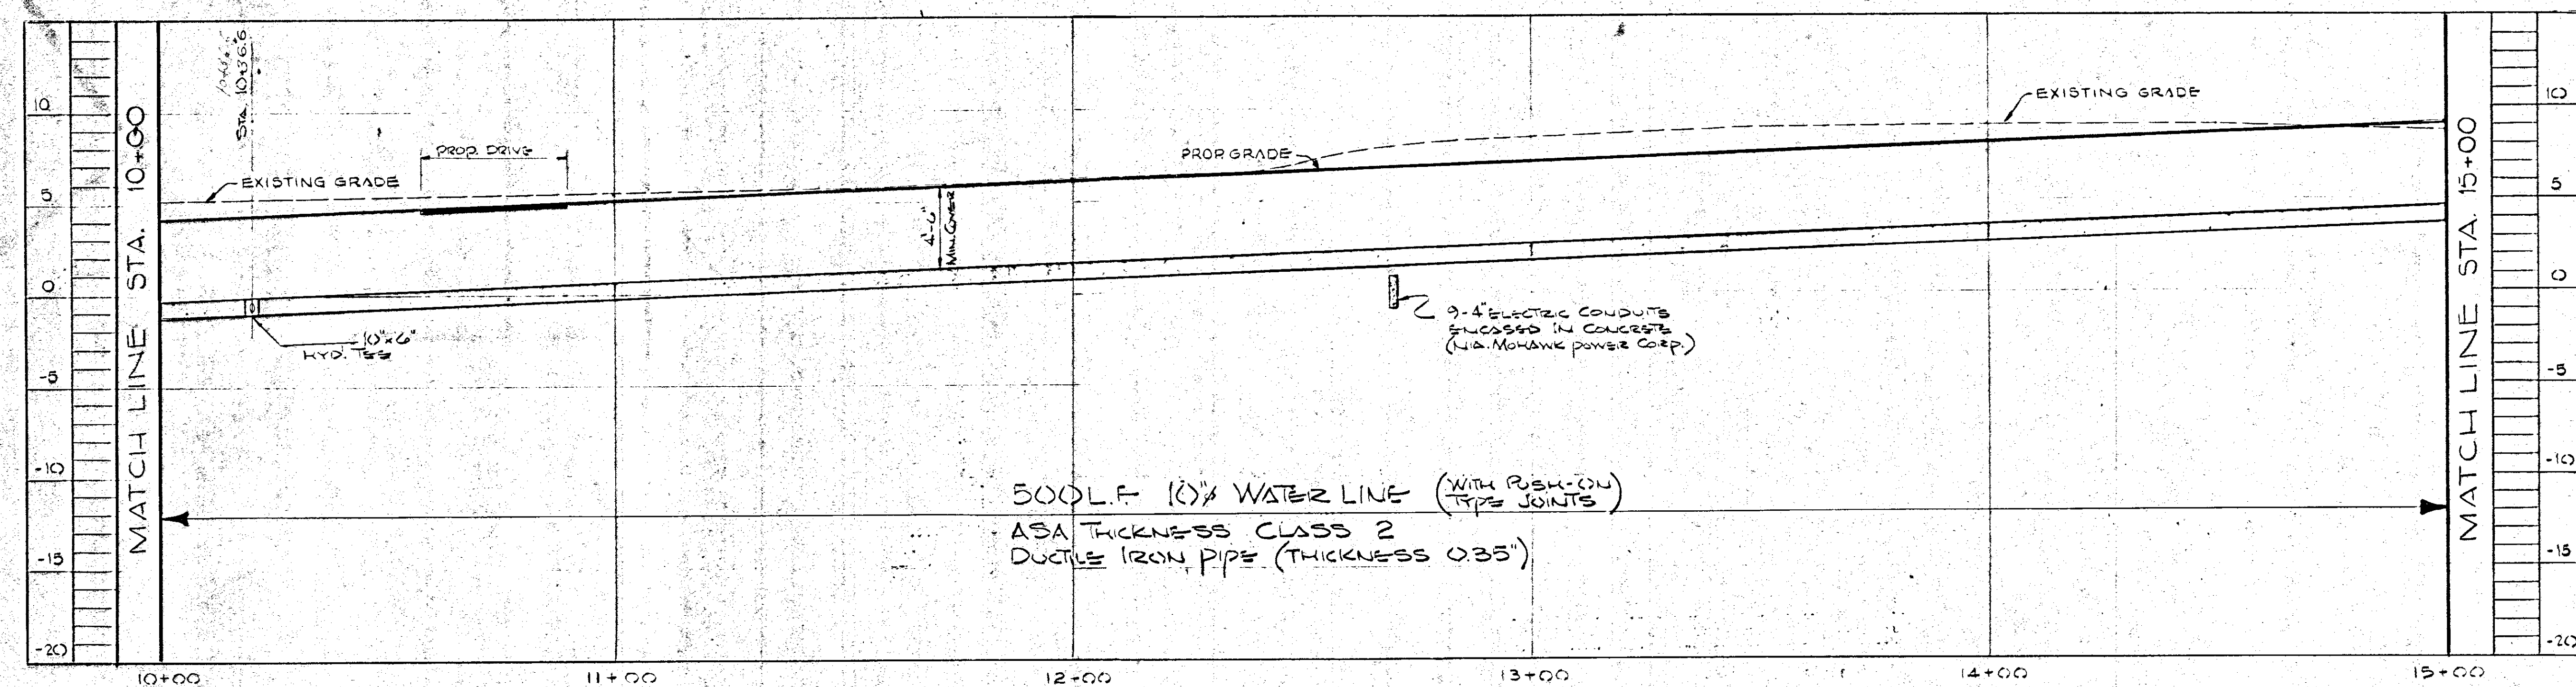 STA. 10+36.6
10
5
0
-5
-10
-15
-20
MATCH LINE STA. 10+00
EXISTING GRADE
PROP. DRIVE
10"x6"
HYD. TEE
4'-6"
MIN. COVER
PROP. GRADE
EXISTING GRADE
9-4" ELECTRIC CONDUITS
ENCASED IN CONCRETE
(NIA. MOHAWK POWER CORP.)
500 L.F. 10"ø WATER LINE (WITH PUSH-ON
TYPE JOINTS)
ASA THICKNESS CLASS 2
DUCTILE IRON PIPE (THICKNESS 0.35")
MATCH LINE STA. 15+00
10
5
0
-5
-10
-15
-20
10+00 11+00 12+00 13+00 14+00 15+00